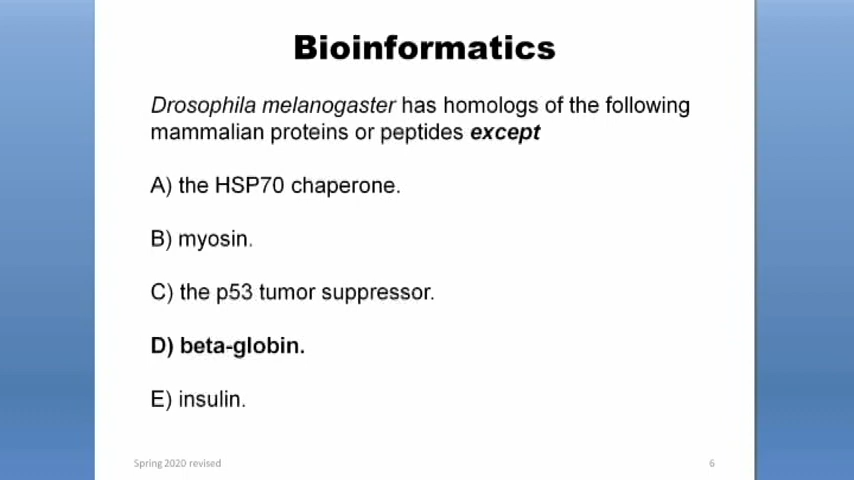 Bioinformatics
Drosophila melanogaster has homologs of the following
mammalian proteins or peptides except
A) the HSP70 chaperone.
B) myosin.
C) the p53 tumor suppressor.
D) beta-globin.
E) insulin.
Spring 2020 revised
6